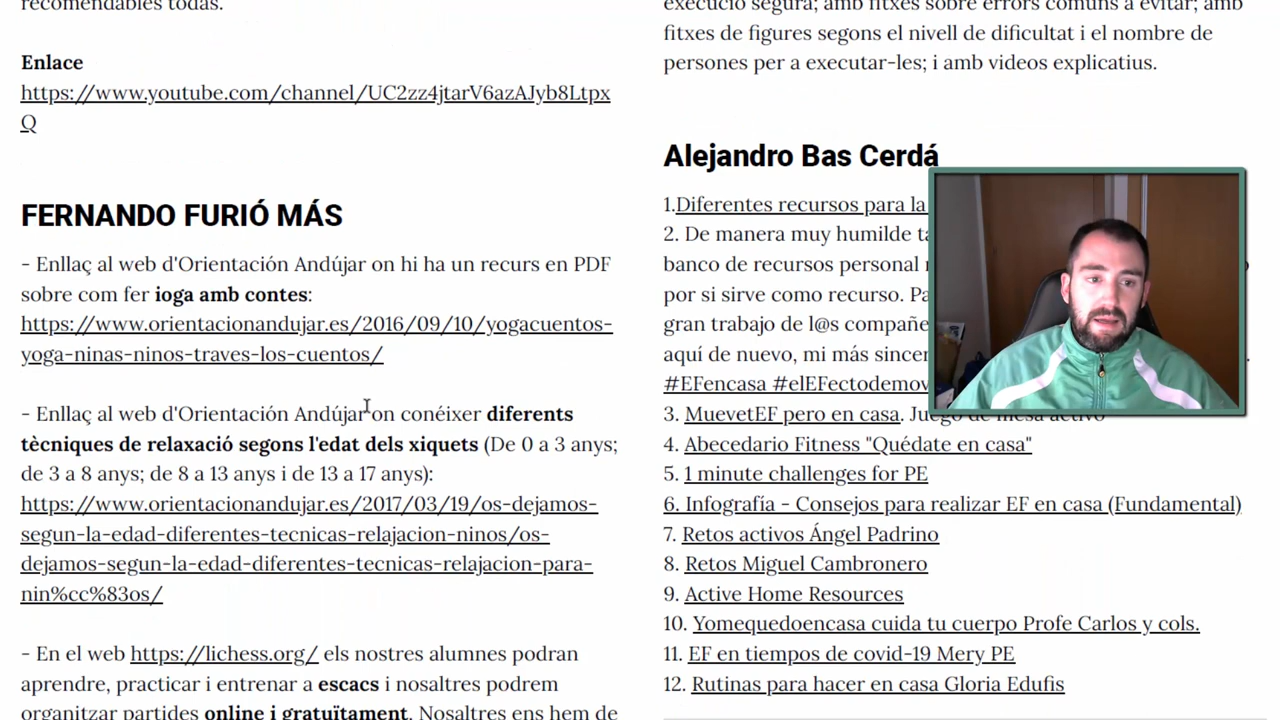 recomendables todas.
Enlace
https://www.youtube.com/channel/UC2zz4jtarV6azAJyb8Ltpx
Q
FERNANDO FURIÓ MÁS
- Enllaç al web d'Orientación Andújar on hi ha un recurs en PDF
sobre com fer ioga amb contes:
https://www.orientacionandujar.es/2016/09/10/yogacuentos-
yoga-ninas-ninos-traves-los-cuentos/
- Enllaç al web d'Orientación Andújar on conéixer diferents
tècniques de relaxació segons l'edat dels xiquets (De 0 a 3 anys;
de 3 a 8 anys; de 8 a 13 anys i de 13 a 17 anys):
https://www.orientacionandujar.es/2017/03/19/os-dejamos-
segun-la-edad-diferentes-tecnicas-relajacion-ninos/os-
dejamos-segun-la-edad-diferentes-tecnicas-relajacion-para-
nin%cc%83os/
- En el web https://lichess.org/ els nostres alumnes podran
aprendre, practicar i entrenar a escacs i nosaltres podrem
organitzar partides online i gratuïtament. Nosaltres ens hem de
execució segura; amb fitxes sobre errors comuns a evitar; amb
fitxes de figures segons el nivell de dificultat i el nombre de
persones per a executar-les; i amb videos explicatius.
Alejandro Bas Cerdá
1.Diferentes recursos para la
2. De manera muy humilde
banco de recursos personal
por si sirve como recurso.
gran trabajo de l@s
aquí de nuevo, mi más
#EFencasa
3. MuevetEF pero en casa. Juego de mesa activo
4. Abecedario Fitness "Quédate en casa"
5. 1 minute challenges for PE
6. Infografía - Consejos para realizar EF en casa (Fundamental)
7. Retos activos Ángel Padrino
8. Retos Miguel Cambronero
9. Active Home Resources
10. Yomequedoencasa cuida tu cuerpo Profe Carlos y cols.
11. EF en tiempos de covid-19 Mery PE
12. Rutinas para hacer en casa Gloria Edufis